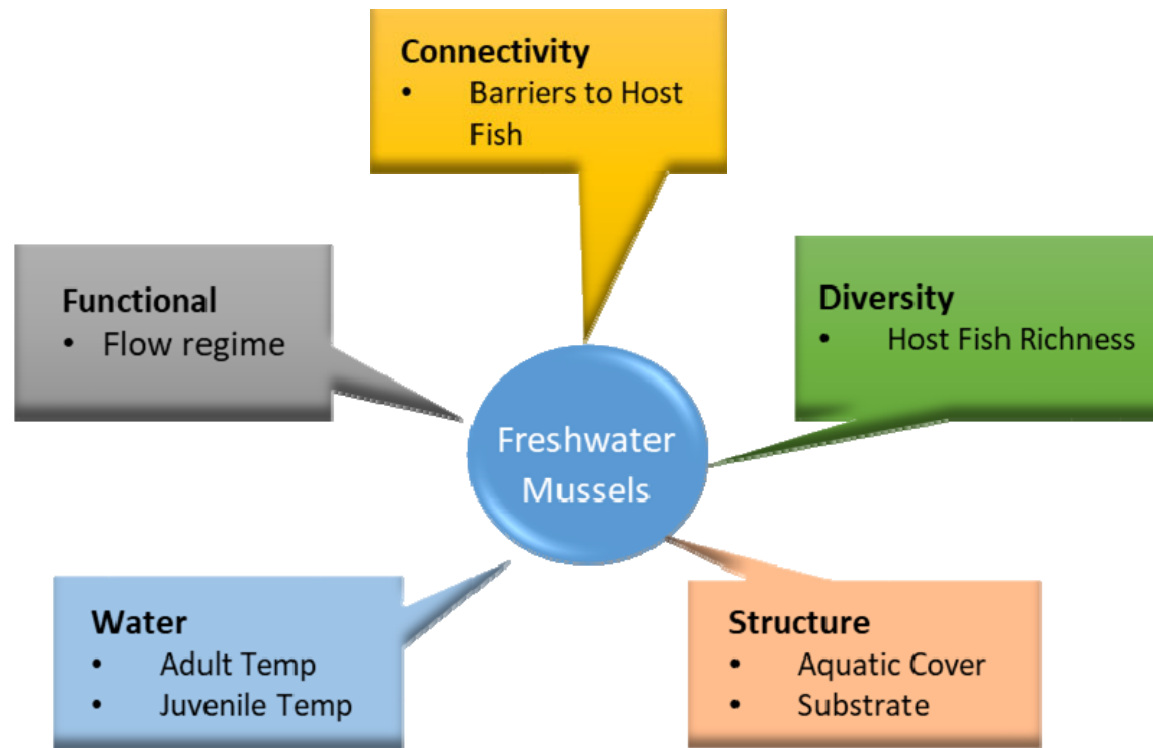 Connectivity
• Barriers to Host
Fish
Functional
• Flow regime
Diversity
• Host Fish Richness
Freshwater
Mussels
Water
• Adult Temp
• Juvenile Temp
Structure
• Aquatic Cover
• Substrate